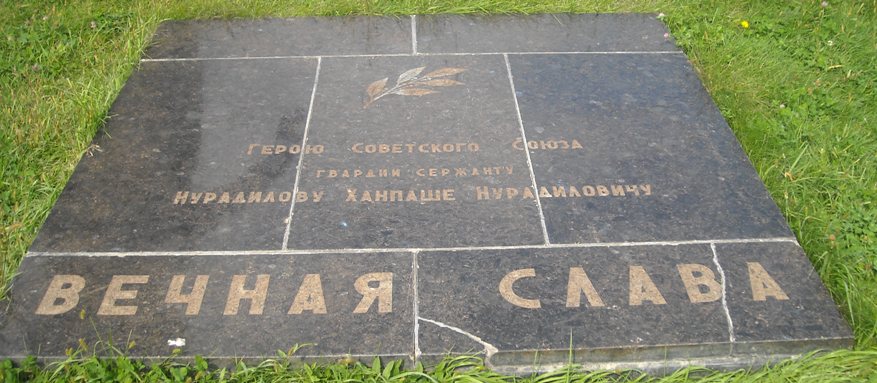 Герою Советского Союза
гвардии сержанту
Нурадилову Ханпаше Нурадиловичу
ВЕЧНАЯ СЛАВА